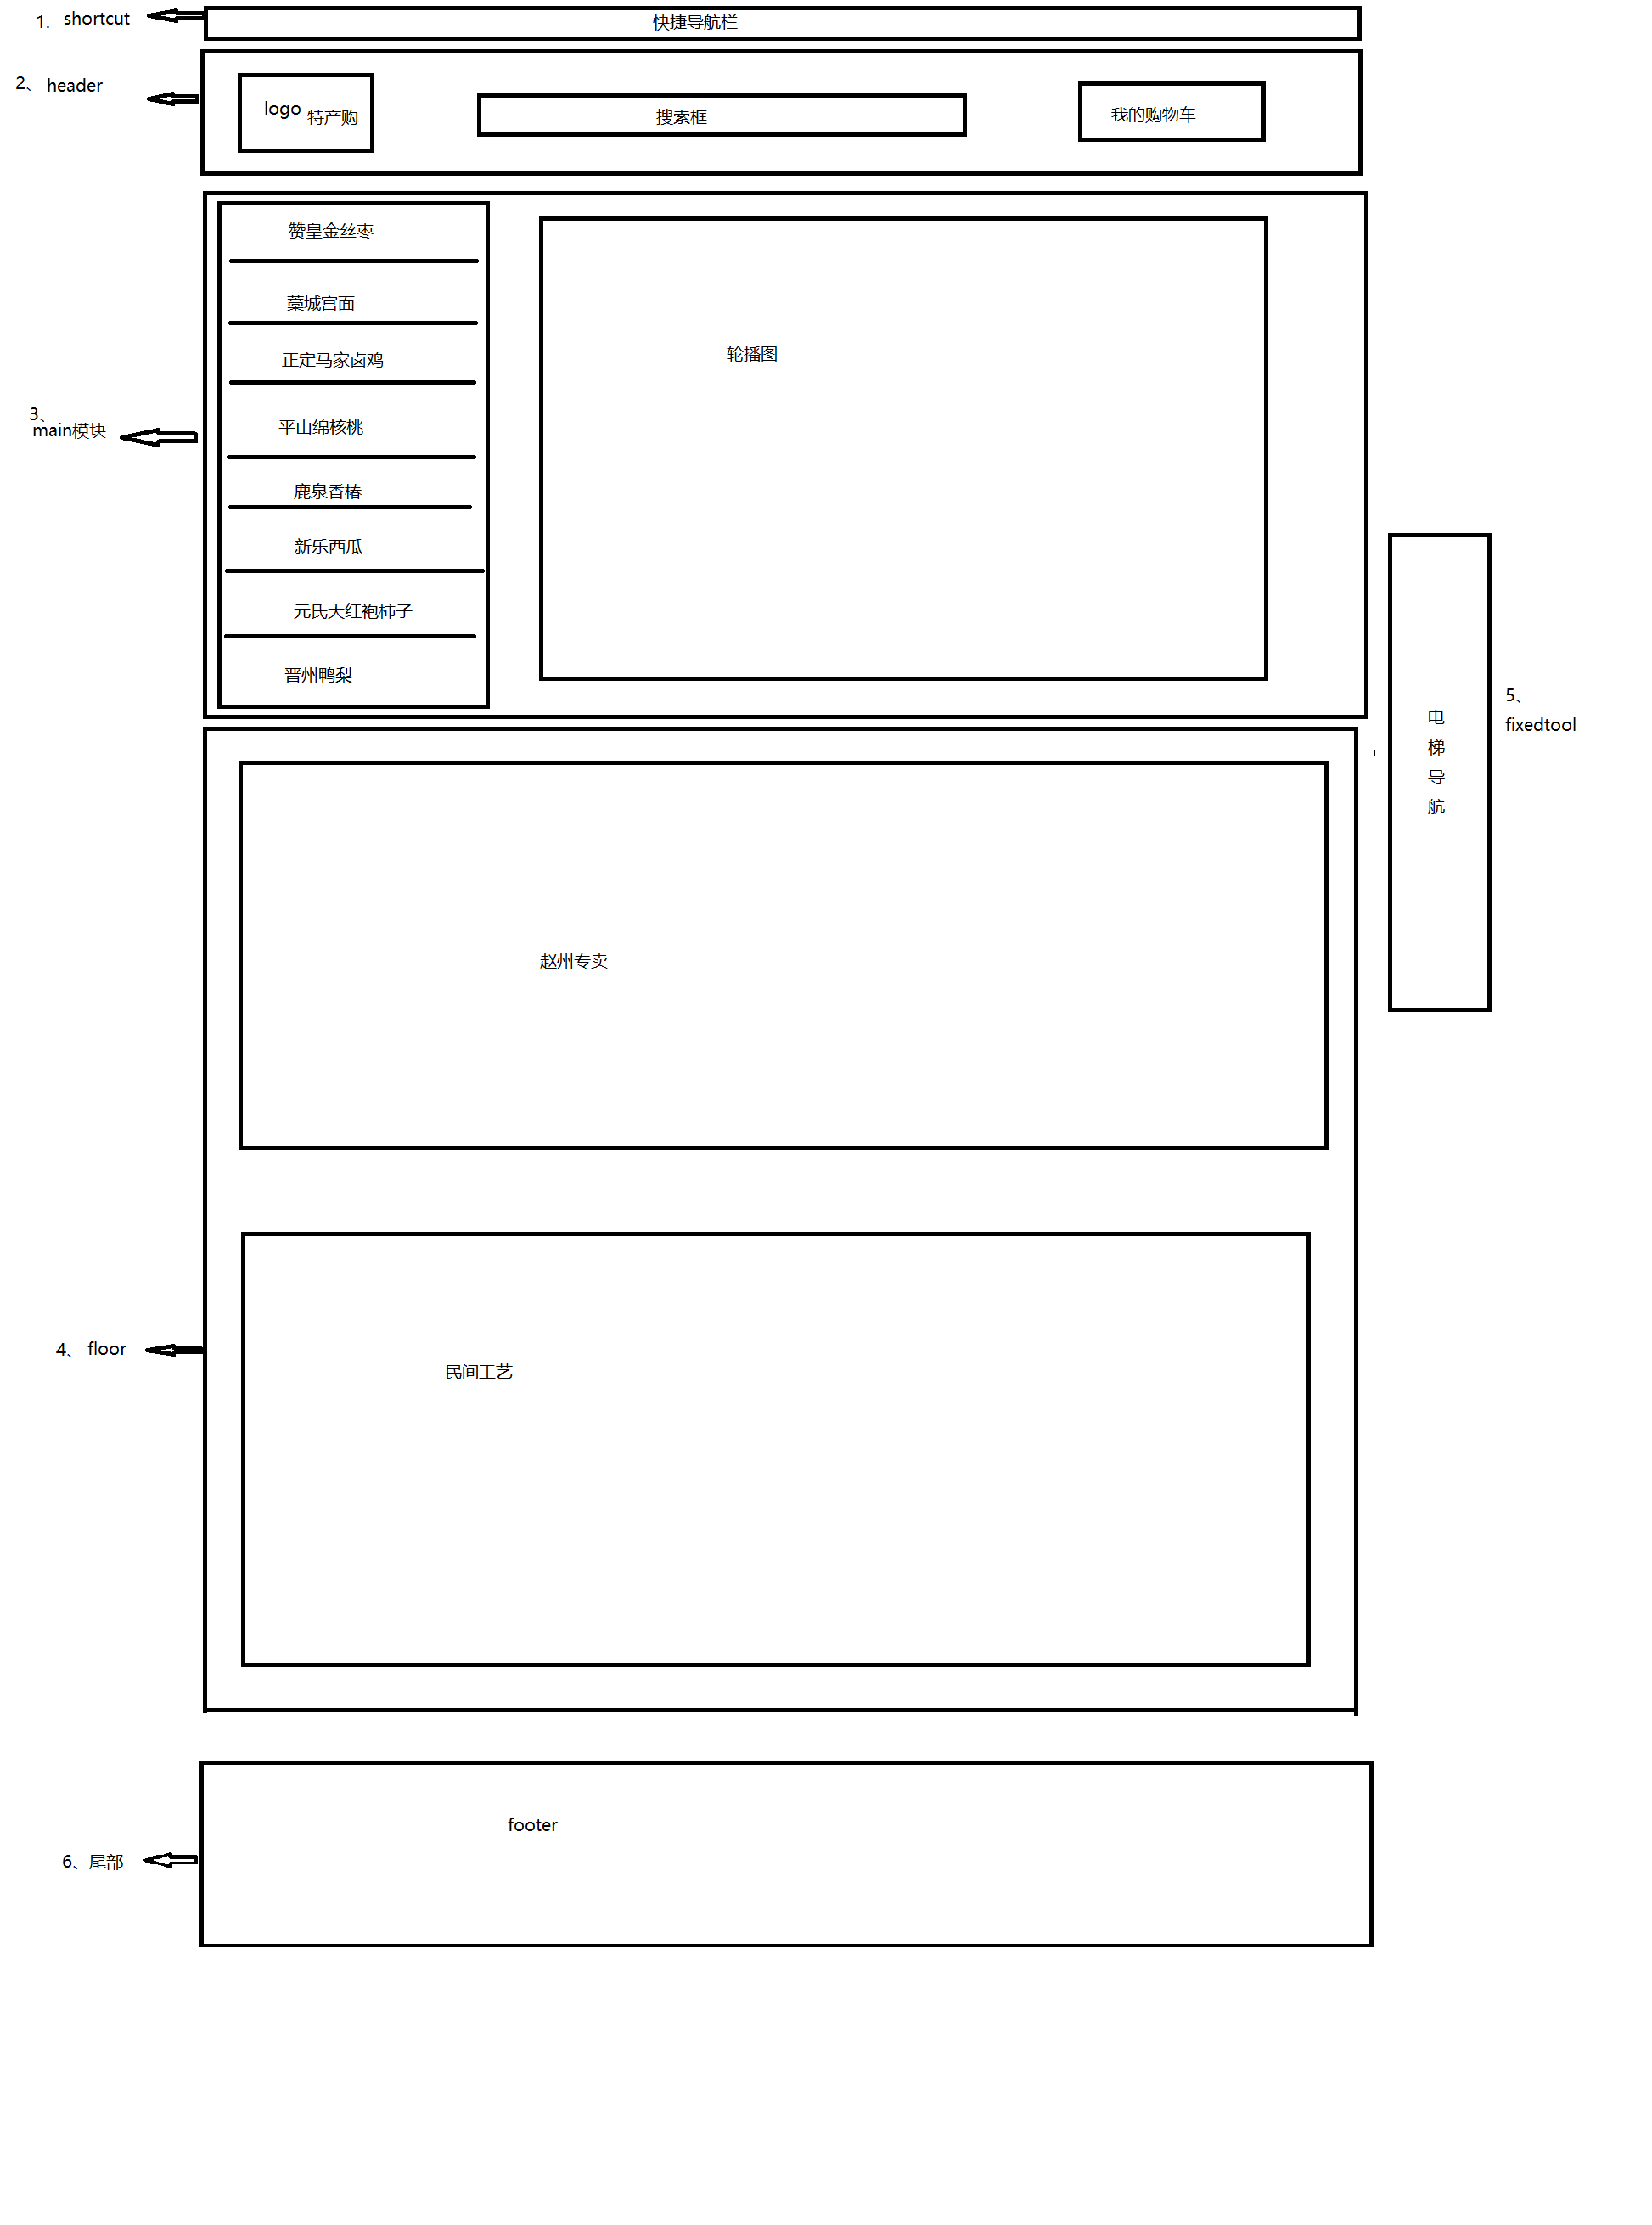 1.
shortcut
快捷导航栏
2、
header
logo
特产购
搜索框
我的购物车
赞皇金丝枣
藁城宫面
正定马家卤鸡
轮播图
3、
main模块
平山绵核桃
鹿泉香椿
新乐西瓜
元氏大红袍柿子
晋州鸭梨
电
梯
导
航
5、
fixedtool
赵州专卖
4、
floor
民间工艺
footer
6、尾部